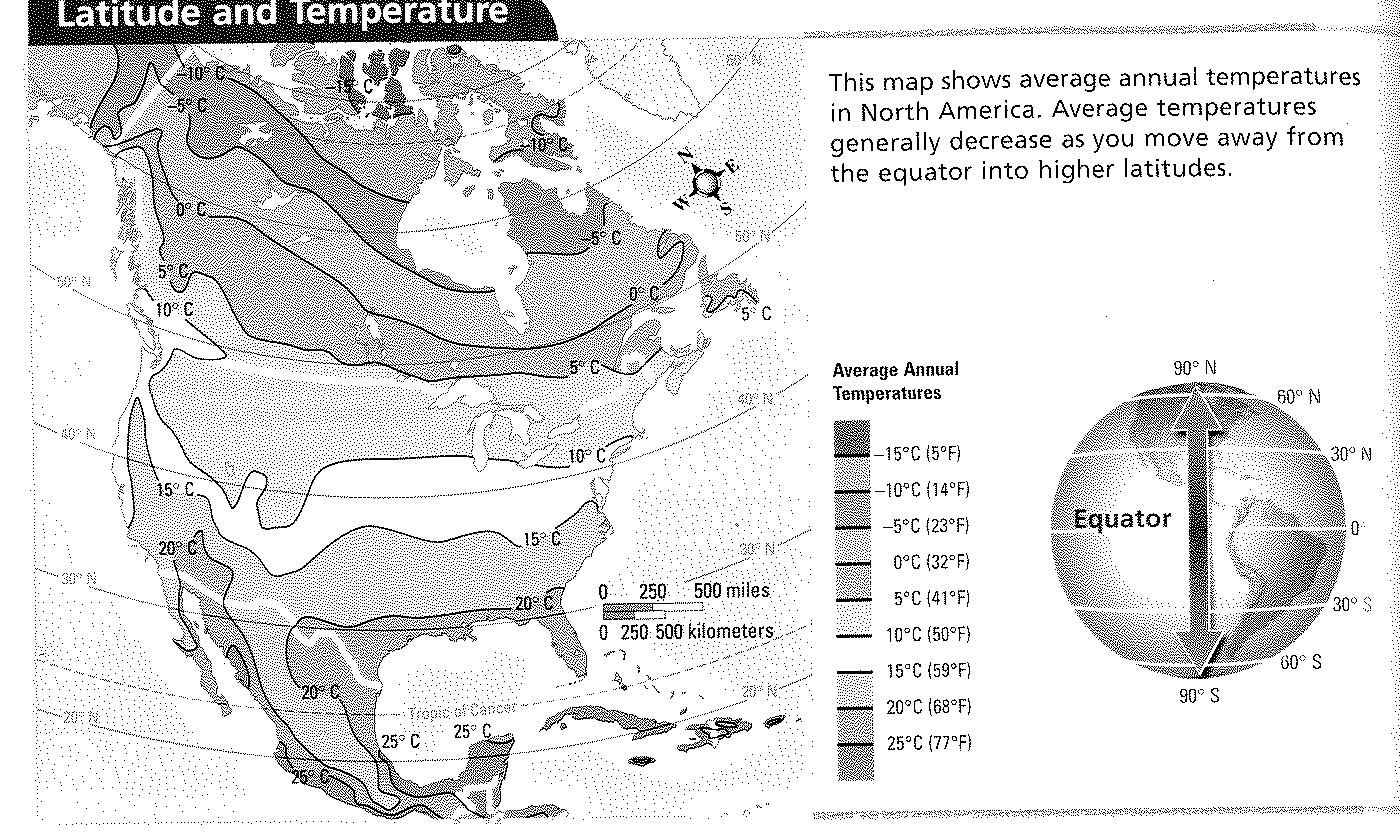 Latitude and Temperature
This map shows average annual temperatures
in North America. Average temperatures
generally decrease as you move away from
the equator into higher latitudes.
–10° C
–5° C
–15° C
60° N
–10° C
N
E
W
S
0° C
–5° C
50° N
5° C
50° N
0° C
10° C
5° C
5° C
40° N
40° N
10° C
15° C
15° C
20° C
30° N
30° N
20° C
0 250 500 miles
0 250 500 kilometers
20° C
20° N
Tropic of Cancer
20° N
25° C
25° C
25° C
Average Annual
Temperatures
–15°C (5°F)
–10°C (14°F)
–5°C (23°F)
0°C (32°F)
5°C (41°F)
10°C (50°F)
15°C (59°F)
20°C (68°F)
25°C (77°F)
90° N
60° N
30° N
Equator
0°
30° S
60° S
90° S